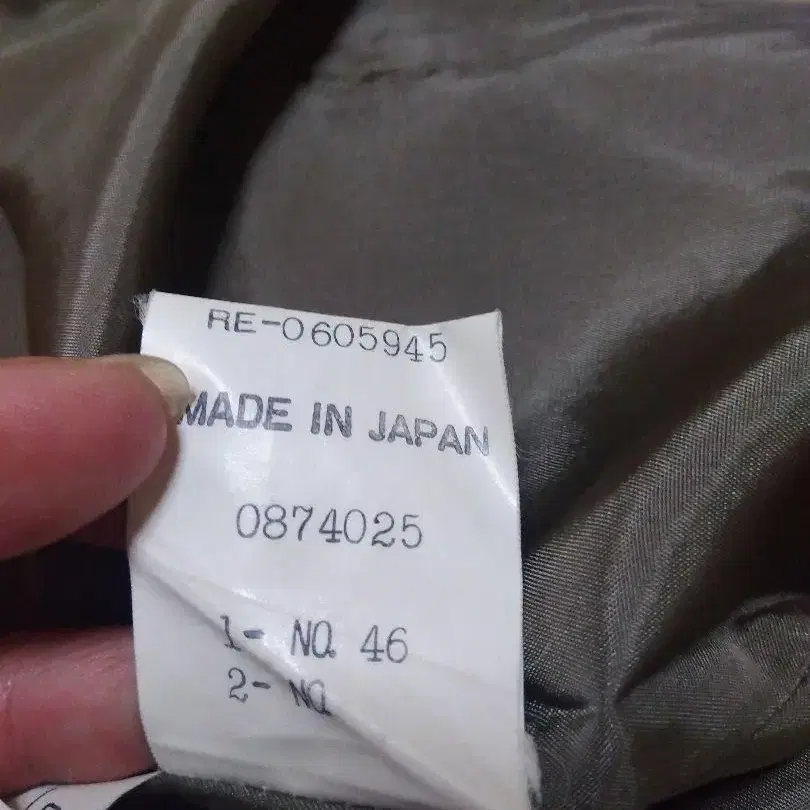 RE-0605945
MADE IN JAPAN
0874025
1- NO. 46
2- NO.